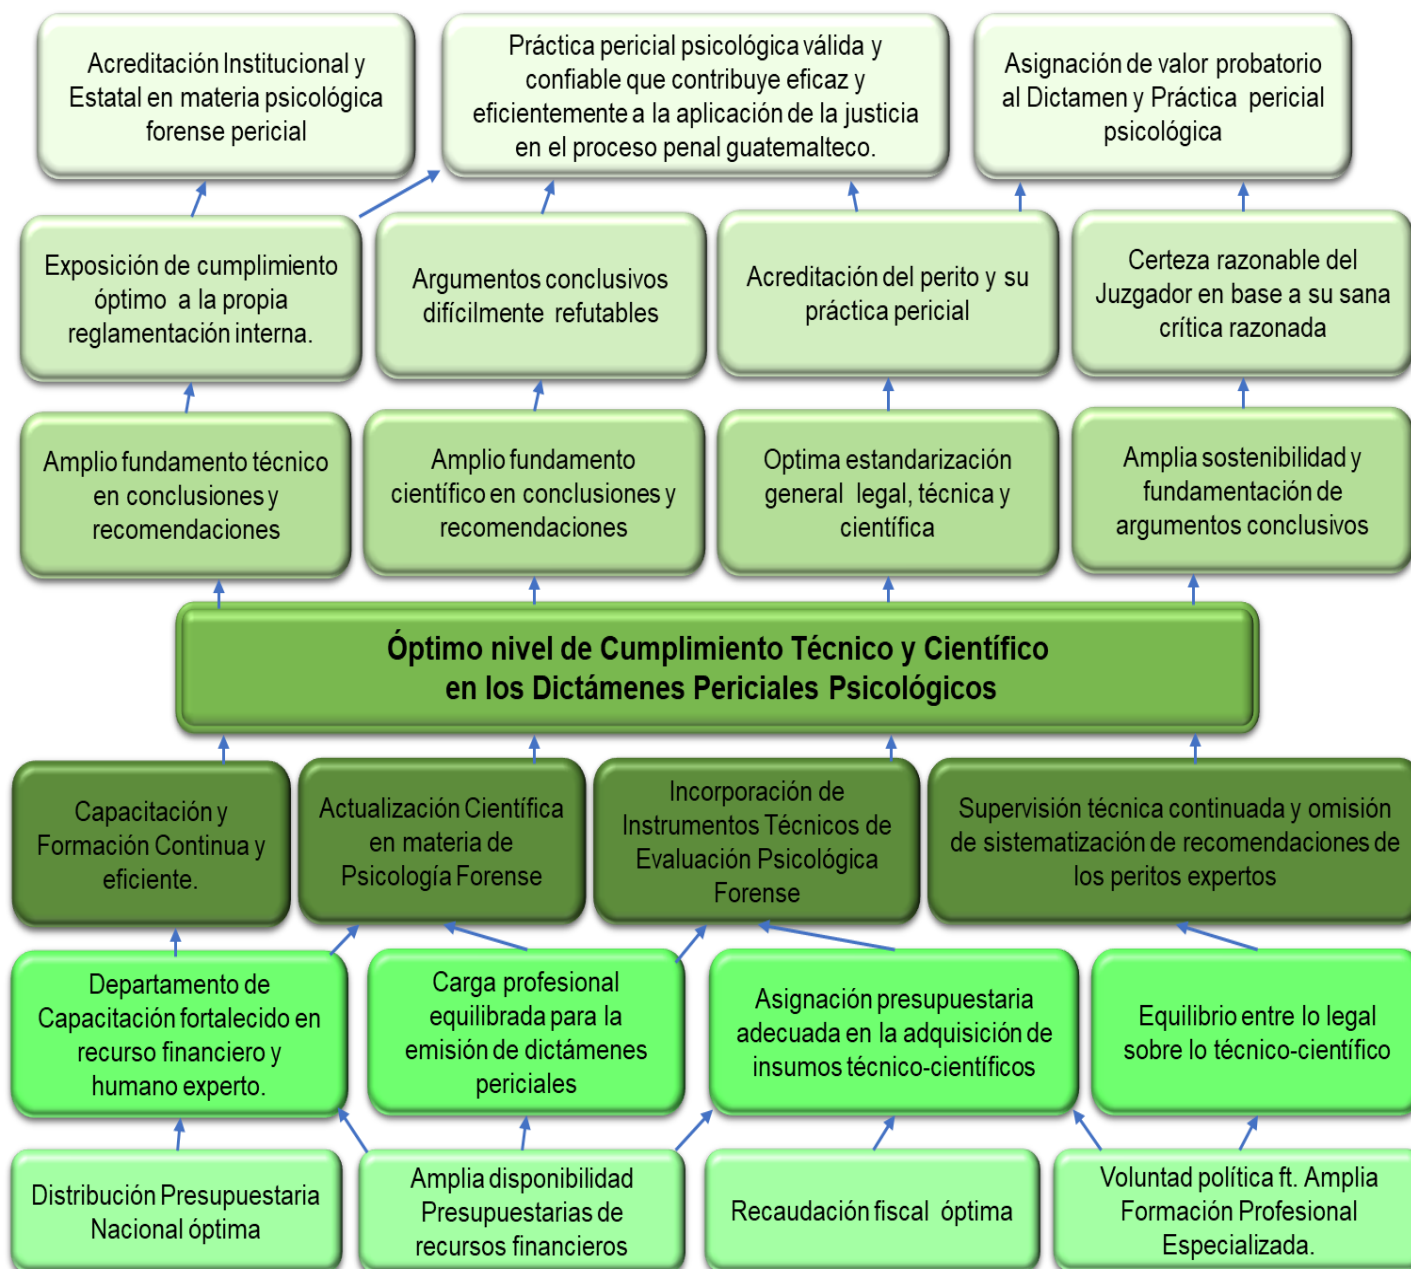 Acreditación Institucional y
Estatal en materia psicológica
forense pericial
Práctica pericial psicológica válida y
confiable que contribuye eficaz y
eficientemente a la aplicación de la justicia
en el proceso penal guatemalteco.
Asignación de valor probatorio
al Dictamen y Práctica pericial
psicológica
Exposición de cumplimiento
óptimo a la propia
reglamentación interna.
Argumentos conclusivos
difícilmente refutables
Acreditación del perito y su
práctica pericial
Certeza razonable del
Juzgador en base a su sana
crítica razonada
Amplio fundamento técnico
en conclusiones y
recomendaciones
Amplio fundamento
científico en conclusiones y
recomendaciones
Optima estandarización
general legal, técnica y
científica
Amplia sostenibilidad y
fundamentación de
argumentos conclusivos
Óptimo nivel de Cumplimiento Técnico y Científico
en los Dictámenes Periciales Psicológicos
Capacitación y
Formación Continua y
eficiente.
Actualización Científica
en materia de
Psicología Forense
Incorporación de
Instrumentos Técnicos de
Evaluación Psicológica
Forense
Supervisión técnica continuada y omisión
de sistematización de recomendaciones de
los peritos expertos
Departamento de
Capacitación fortalecido en
recurso financiero y
humano experto.
Carga profesional
equilibrada para la
emisión de dictámenes
periciales
Asignación presupuestaria
adecuada en la adquisición de
insumos técnico-científicos
Equilibrio entre lo legal
sobre lo técnico-científico
Distribución Presupuestaria
Nacional óptima
Amplia disponibilidad
Presupuestarias de
recursos financieros
Recaudación fiscal óptima
Voluntad política ft. Amplia
Formación Profesional
Especializada.